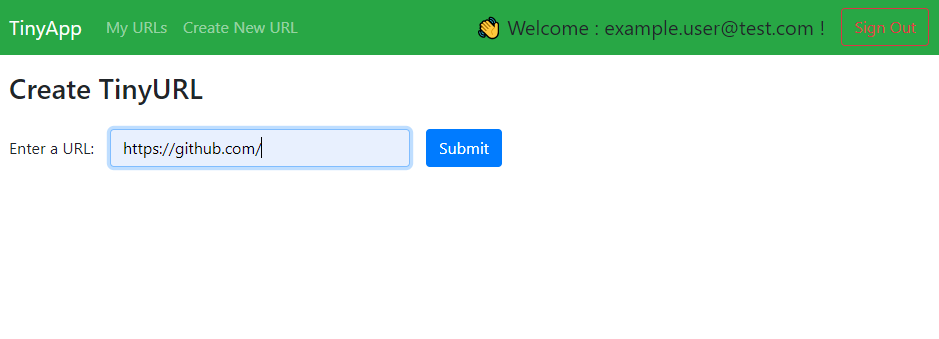 TinyApp My URLs Create New URL 👋 Welcome : example.user@test.com ! Sign Out
Create TinyURL
Enter a URL: https://github.com/ Submit